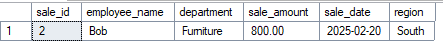 sale_id employee_name department sale_amount sale_date region
1 2 Bob Furniture 800.00 2025-02-20 South